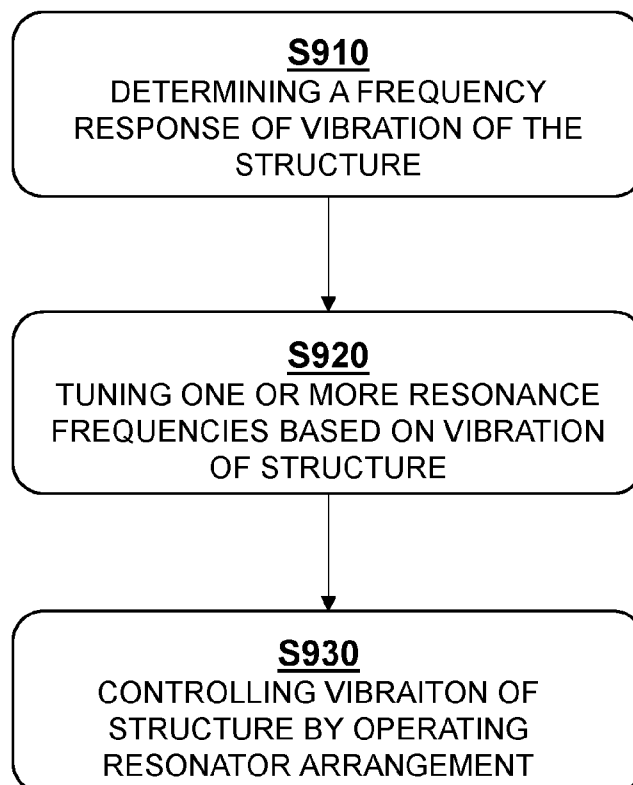 S910
DETERMINING A FREQUENCY
RESPONSE OF VIBRATION OF THE
STRUCTURE
S920
TUNING ONE OR MORE RESONANCE
FREQUENCIES BASED ON VIBRATION
OF STRUCTURE
S930
CONTROLLING VIBRAITON OF
STRUCTURE BY OPERATING
RESONATOR ARRANGEMENT